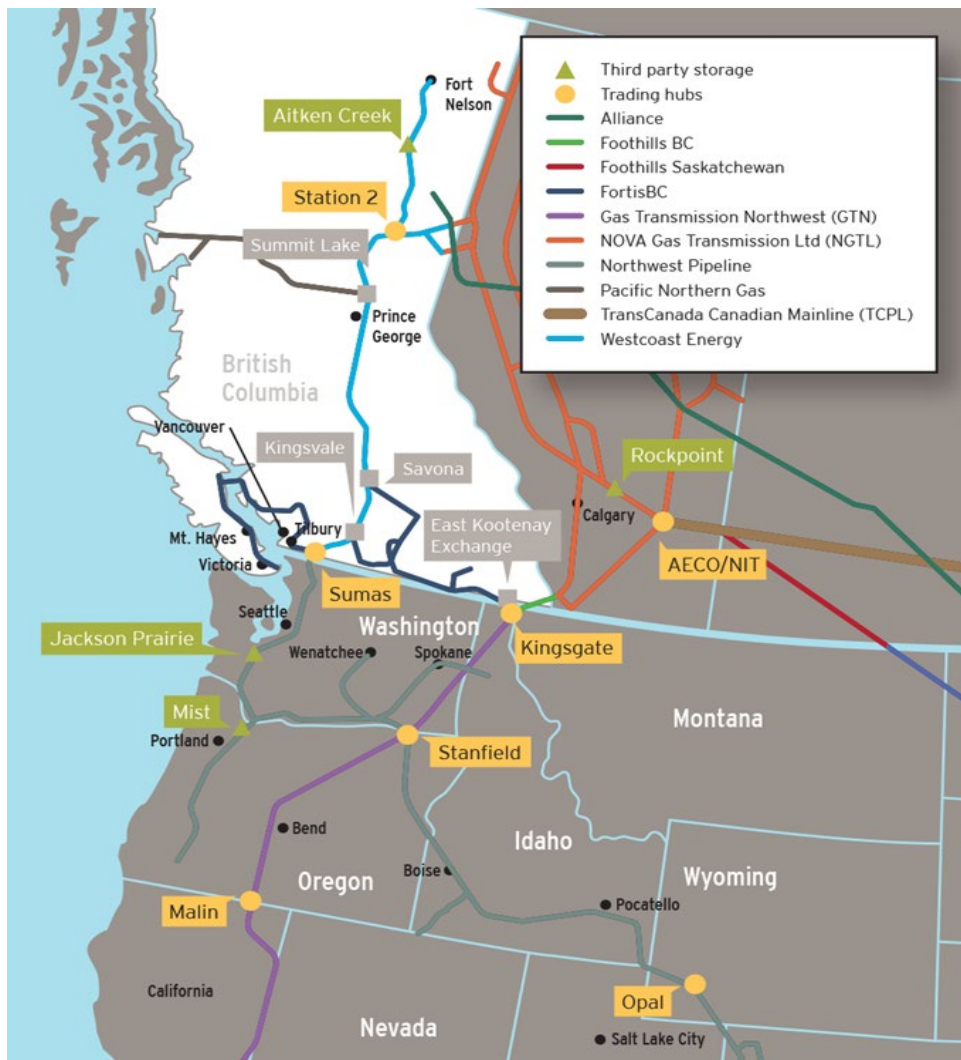 Third party storage
Trading hubs
Alliance
Foothills BC
Foothills Saskatchewan
FortisBC
Gas Transmission Northwest (GTN)
NOVA Gas Transmission Ltd (NGTL)
Northwest Pipeline
Pacific Northern Gas
TransCanada Canadian Mainline (TCPL)
Westcoast Energy
Fort
Nelson
Aitken Creek
Station 2
Summit Lake
Prince
George
British
Columbia
Vancouver
Kingsvale
Savona
Rockpoint
Calgary
East Kootenay
Exchange
Tilbury
Mt. Hayes
Victoria
AECO/NIT
Sumas
Seattle
Washington
Kingsgate
Jackson Prairie
Wenatchee
Spokane
Mist
Portland
Stanfield
Montana
Bend
Idaho
Boise
Oregon
Wyoming
Pocatello
Malin
California
Opal
Nevada
Salt Lake City